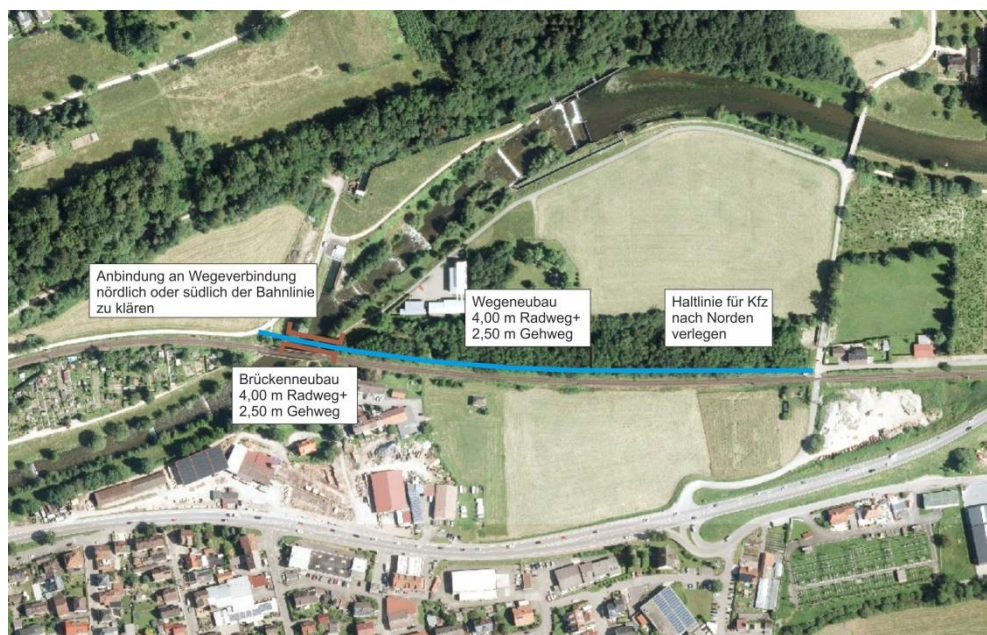 Anbindung an Wegeverbindung
nördlich oder südlich der Bahnlinie
zu klären
Wegeneubau
4,00 m Radweg+
2,50 m Gehweg
Haltlinie für Kfz
nach Norden
verlegen
Brückenneubau
4,00 m Radweg+
2,50 m Gehweg